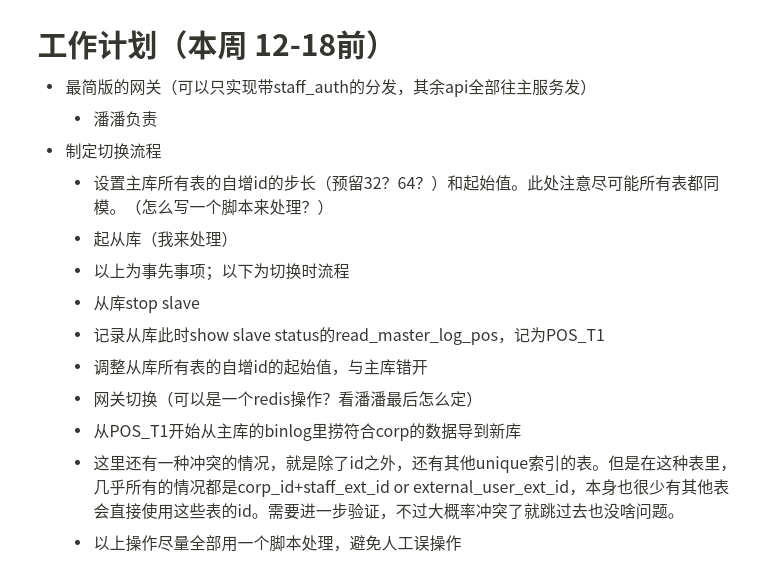 工作计划（本周 12-18前）
最简版的网关（可以只实现带staff_auth的分发，其余api全部往主服务发）
潘潘负责
制定切换流程
设置主库所有表的自增id的步长（预留32？64？）和起始值。此处注意尽可能所有表都同
模。（怎么写一个脚本来处理？）
起从库（我来处理）
以上为事先事项；以下为切换时流程
从库stop slave
记录从库此时show slave status的read_master_log_pos，记为POS_T1
调整从库所有表的自增id的起始值，与主库错开
网关切换（可以是一个redis操作？看潘潘最后怎么定）
从POS_T1开始从主库的binlog里捞符合corp的数据导到新库
这里还有一种冲突的情况，就是除了id之外，还有其他unique索引的表。但是在这种表里，
几乎所有的情况都是corp_id+staff_ext_id or external_user_ext_id，本身也很少有其他表
会直接使用这些表的id。需要进一步验证，不过大概率冲突了就跳过去也没啥问题。
以上操作尽量全部用一个脚本处理，避免人工误操作